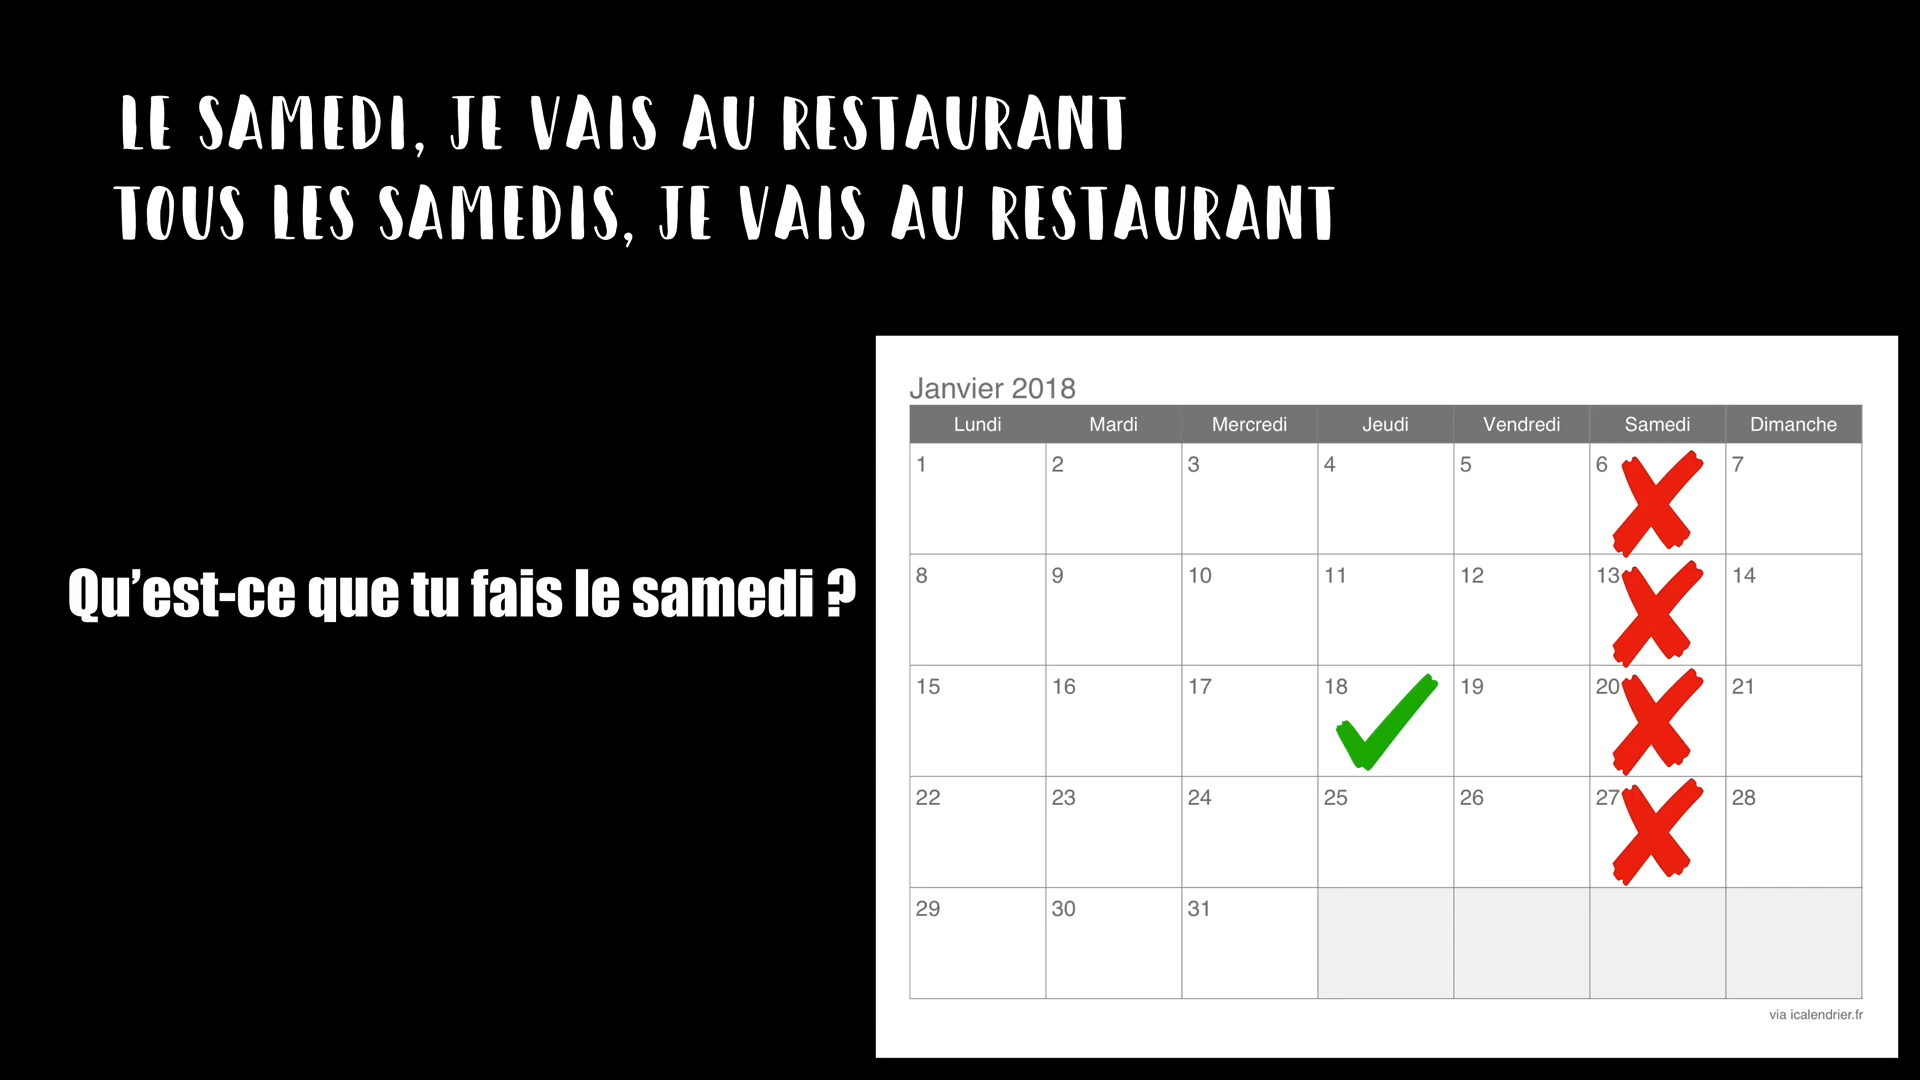 LE SAMEDI, JE VAIS AU RESTAURANT
TOUS LES SAMEDIS, JE VAIS AU RESTAURANT
Qu’est-ce que tu fais le samedi ?
Janvier 2018
Lundi Mardi Mercredi Jeudi Vendredi Samedi Dimanche
1 2 3 4 5 6 7
8 9 10 11 12 13 14
15 16 17 18 19 20 21
22 23 24 25 26 27 28
29 30 31
via icalendrier.fr